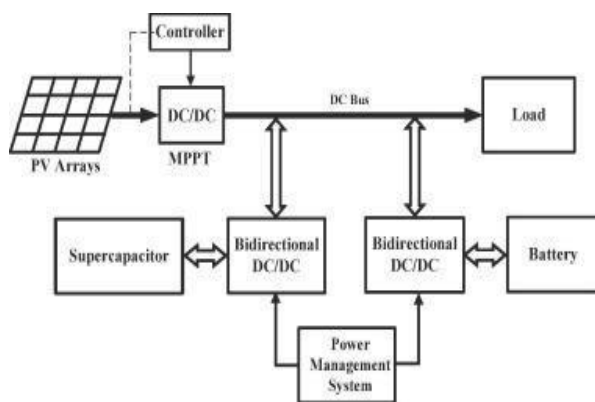 Controller
DC/DC
MPPT
PV Arrays
DC Bus
Load
Supercapacitor
Bidirectional
DC/DC
Bidirectional
DC/DC
Battery
Power
Management
System